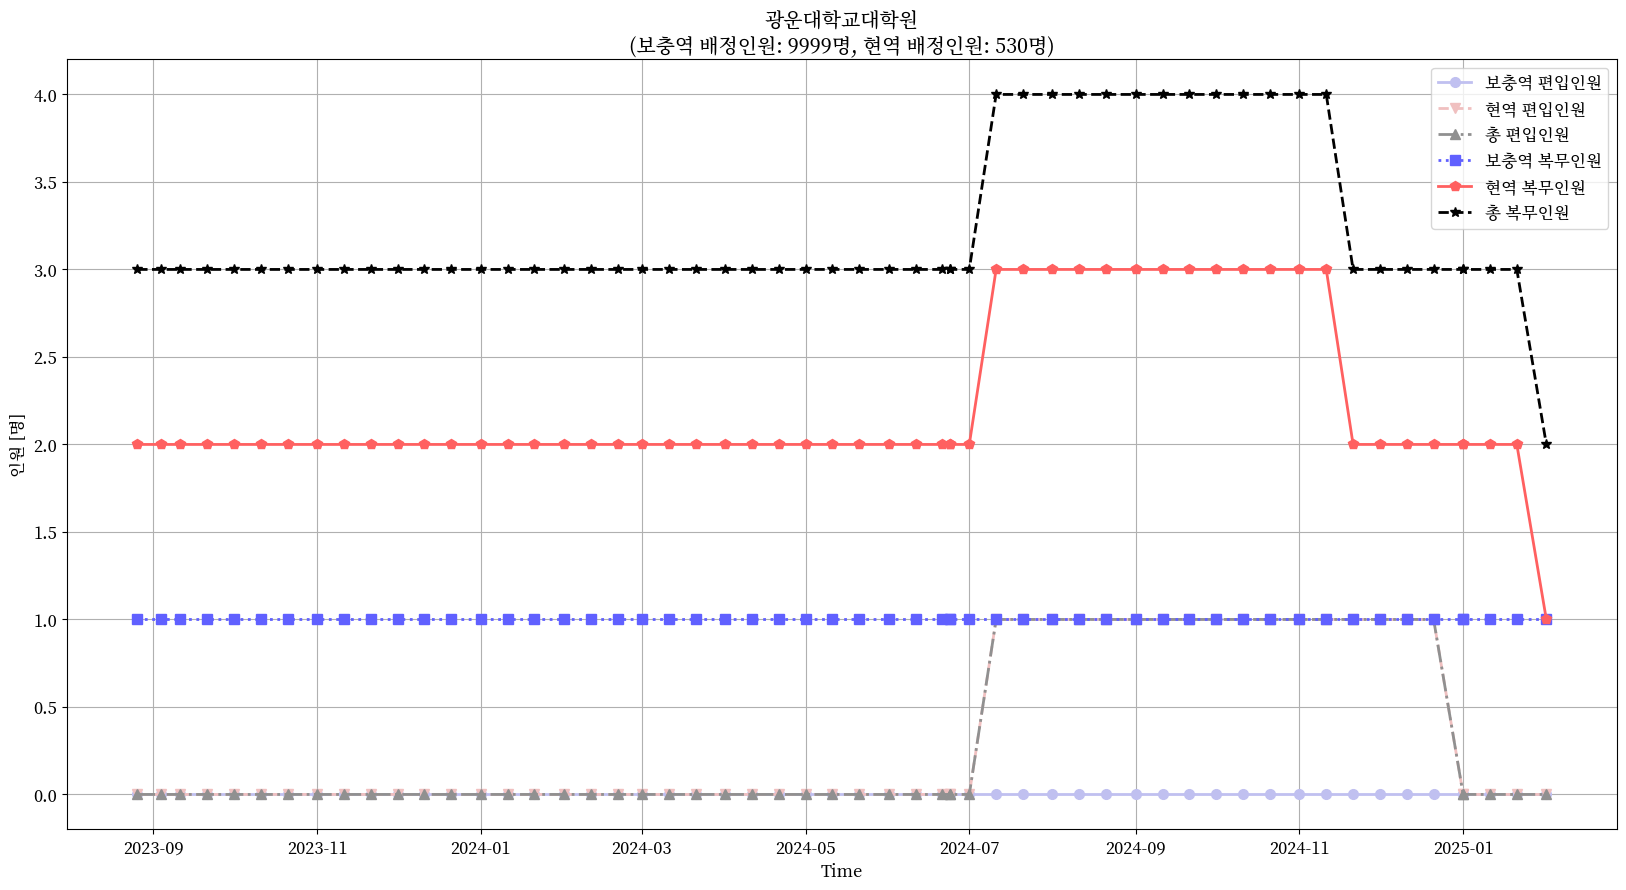 광운대학교대학원
(보충역 배정인원: 9999명, 현역 배정인원: 530명)
보충역 편입인원
현역 편입인원
총 편입인원
보충역 복무인원
현역 복무인원
총 복무인원
인원 [명]
4.0
3.5
3.0
2.5
2.0
1.5
1.0
0.5
0.0
2023-09 2023-11 2024-01 2024-03 2024-05 2024-07 2024-09 2024-11 2025-01
Time